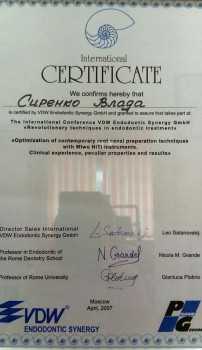 International
CERTIFICATE
We confirm hereby that
Сиренко Влада
is certified by VDW Endodontic Synergy GmbH and granted to assure that takes part at:
The International Conference VDW Endodontic Synergy GmbH
«Revolutionary techniques in endodontic treatment»
«Optimization of contemporary root canal preparation techniques
with Mtwo NiTi instruments.
Clinical experience, peculiar properties and results»
Director Sales International
VDW Endodontic Synergy GmbH
Leo Satanovskij
Professor in Endodontic of
the Rome Dentistry School
N Grande
Nicola M. Grande
Professor of Rome University
Plotino
Gianluca Plotino
Moscow
April, 2007
VDW
ENDODONTIC SYNERGY
P G